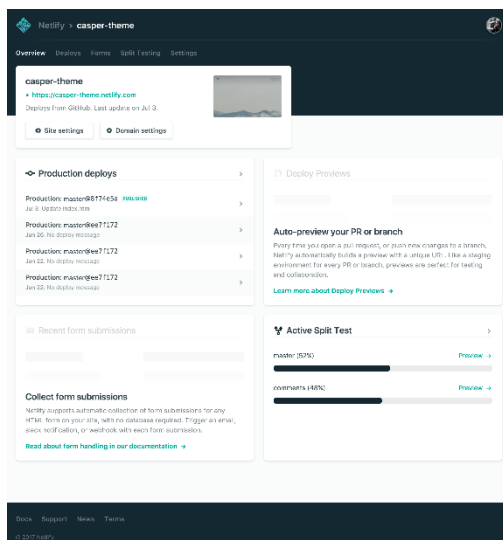 Netlify > casper-theme
Overview Deploys Forms Split Testing Settings
casper-theme
https://casper-theme.netlify.com
Deploys from GitHub. Last update on Jul 3.
Site settings
Domain settings
Production deploys
Production: master@8f74e5a
Jul 3. Update index.html
Production: master@ee7f172
Jun 26. No deploy message
Production: master@ee7f172
Jun 22. No deploy message
Production: master@ee7f172
Jun 22. No deploy message
Deploy Previews
Auto-preview your PR or branch
Every time you open a pull request, or push new changes to a branch,
Netlify automatically builds a preview with a unique URL. Like a staging
environment for every PR or branch, previews are perfect for testing
and collaboration.
Learn more about Deploy Previews →
Recent form submissions
Collect form submissions
Netlify supports automatic collection of form submissions for any
HTML form on your site, with no database required. Trigger an email,
slack notification, or webhook with each form submission.
Read about form handling in our documentation →
Active Split Test
master (52%) Preview →
comments (48%) Preview →
Docs Support News Terms
© 2017 Netlify